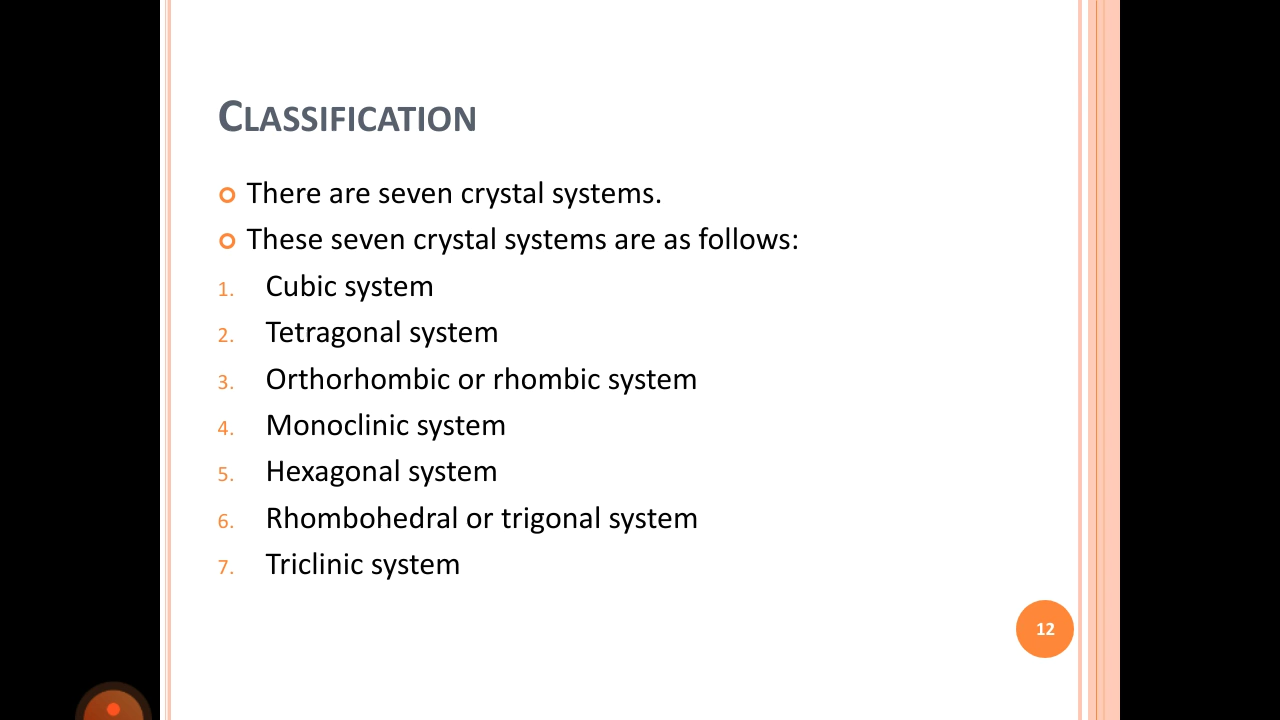 CLASSIFICATION
There are seven crystal systems.
These seven crystal systems are as follows:
1. Cubic system
2. Tetragonal system
3. Orthorhombic or rhombic system
4. Monoclinic system
5. Hexagonal system
6. Rhombohedral or trigonal system
7. Triclinic system
12